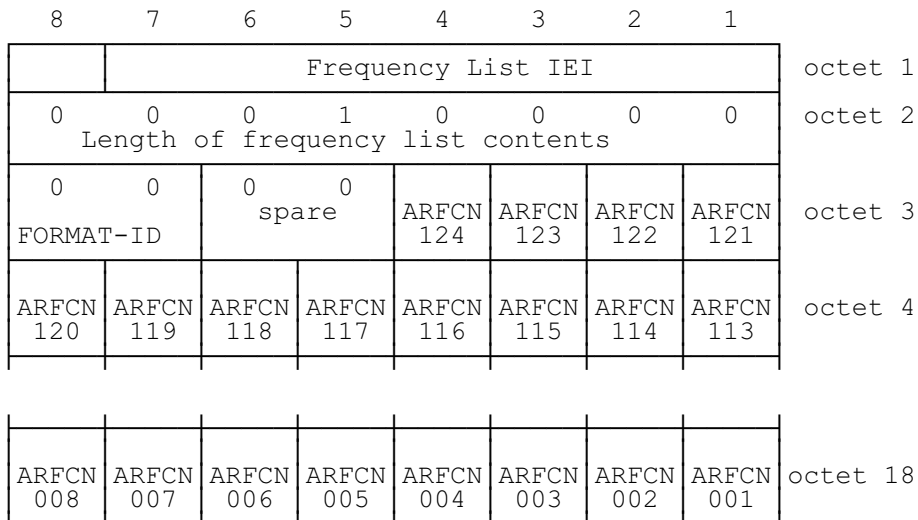 8 7 6 5 4 3 2 1
Frequency List IEI octet 1
0 0 0 1 0 0 0 0 octet 2
Length of frequency list contents
0 0 0 0
spare
ARFCN ARFCN ARFCN ARFCN octet 3
FORMAT-ID 124 123 122 121
ARFCN ARFCN ARFCN ARFCN ARFCN ARFCN ARFCN ARFCN octet 4
120 119 118 117 116 115 114 113
ARFCN ARFCN ARFCN ARFCN ARFCN ARFCN ARFCN ARFCN octet 18
008 007 006 005 004 003 002 001